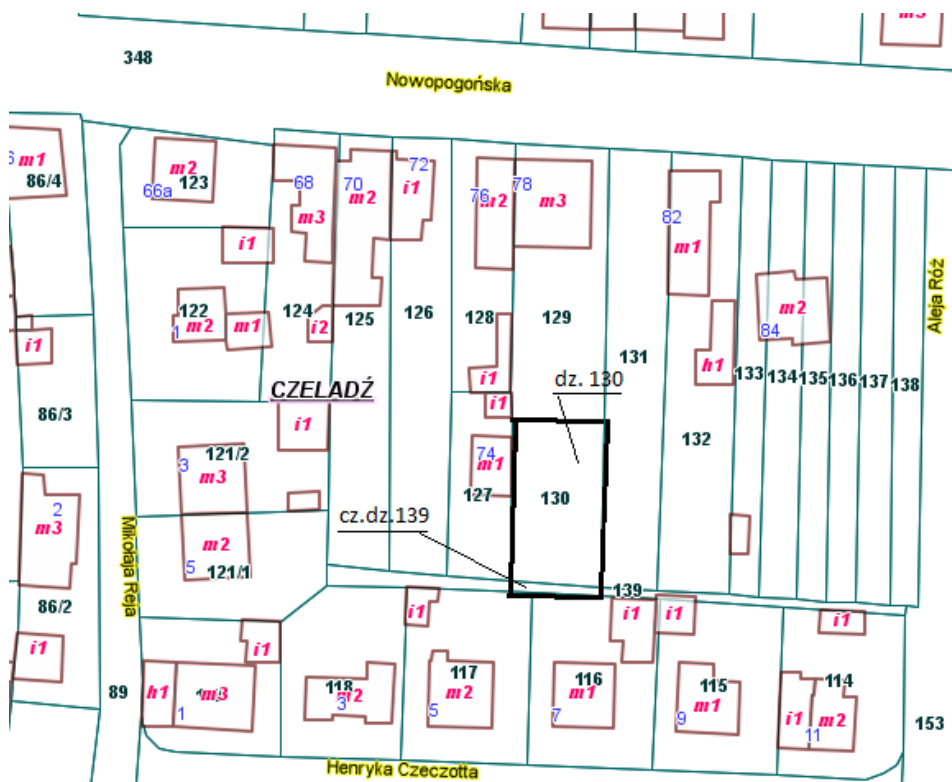 m3
348
Nowopogońska
6
m1
86/4
m2
123
66a
68
m3
70
m2
72
i1
76
m2
78
m3
82
m1
Aleja Róż
i1
122
1
m2
m1
124
i2
125
126
128
129
131
m2
84
h1
133
134
135
136
137
138
i1
i1
i1
CZELADŹ
dz. 130
86/3
i1
132
121/2
3
m3
74
m1
127
130
cz.dz.139
2
m3
Mikołaja Reja
m2
5
121/1
86/2
139
i1
i1
i1
i1
i1
i1
89
h1
m3
1
118
m2
3
117
m2
5
116
m1
7
115
m1
9
114
i1
m2
11
153
Henryka Czeczotta